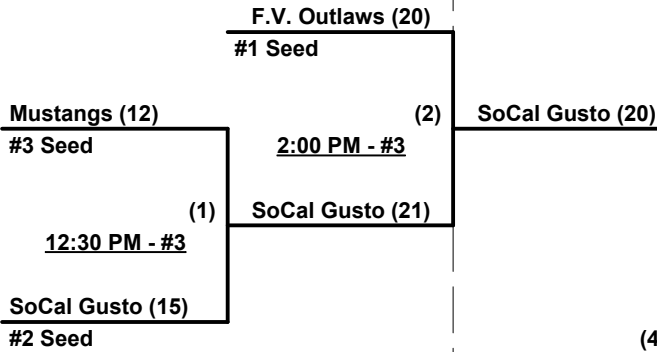 F.V. Outlaws (20)
#1 Seed
Mustangs (12)
(2)
SoCal Gusto (20)
#3 Seed
2:00 PM - #3
(1)
SoCal Gusto (21)
12:30 PM - #3
SoCal Gusto (15)
#2 Seed
(4